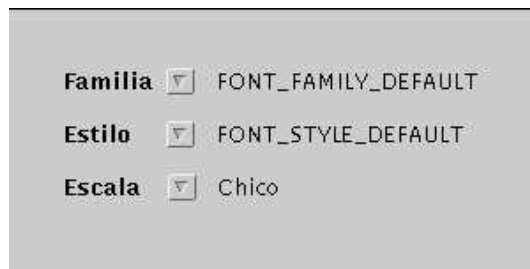 Familia FONT_FAMILY_DEFAULT
Estilo FONT_STYLE_DEFAULT
Escala Chico